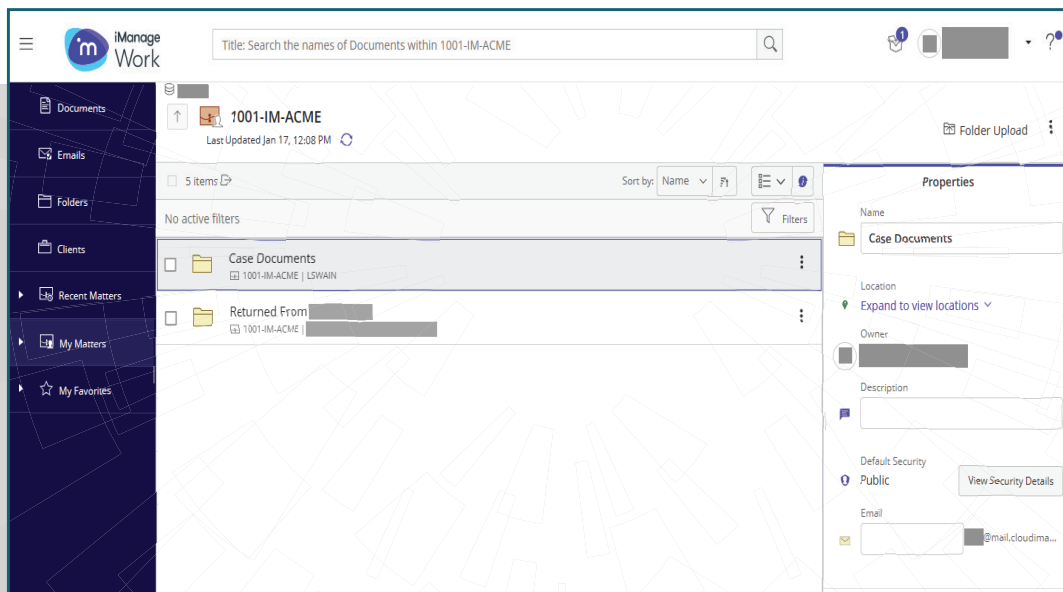 iManage
Work
Title: Search the names of Documents within 1001-IM-ACME
1
?
Documents
Emails
Folders
Clients
Recent Matters
My Matters
My Favorites
1001-IM-ACME
Last Updated Jan 17, 12:08 PM
Folder Upload
5 items
Sort by: Name
No active filters
Filters
Case Documents
1001-IM-ACME | LSWAIN
Returned From
1001-IM-ACME |
Properties
Name
Case Documents
Location
Expand to view locations
Owner
Description
Default Security
Public
View Security Details
Email
@mail.cloudima...